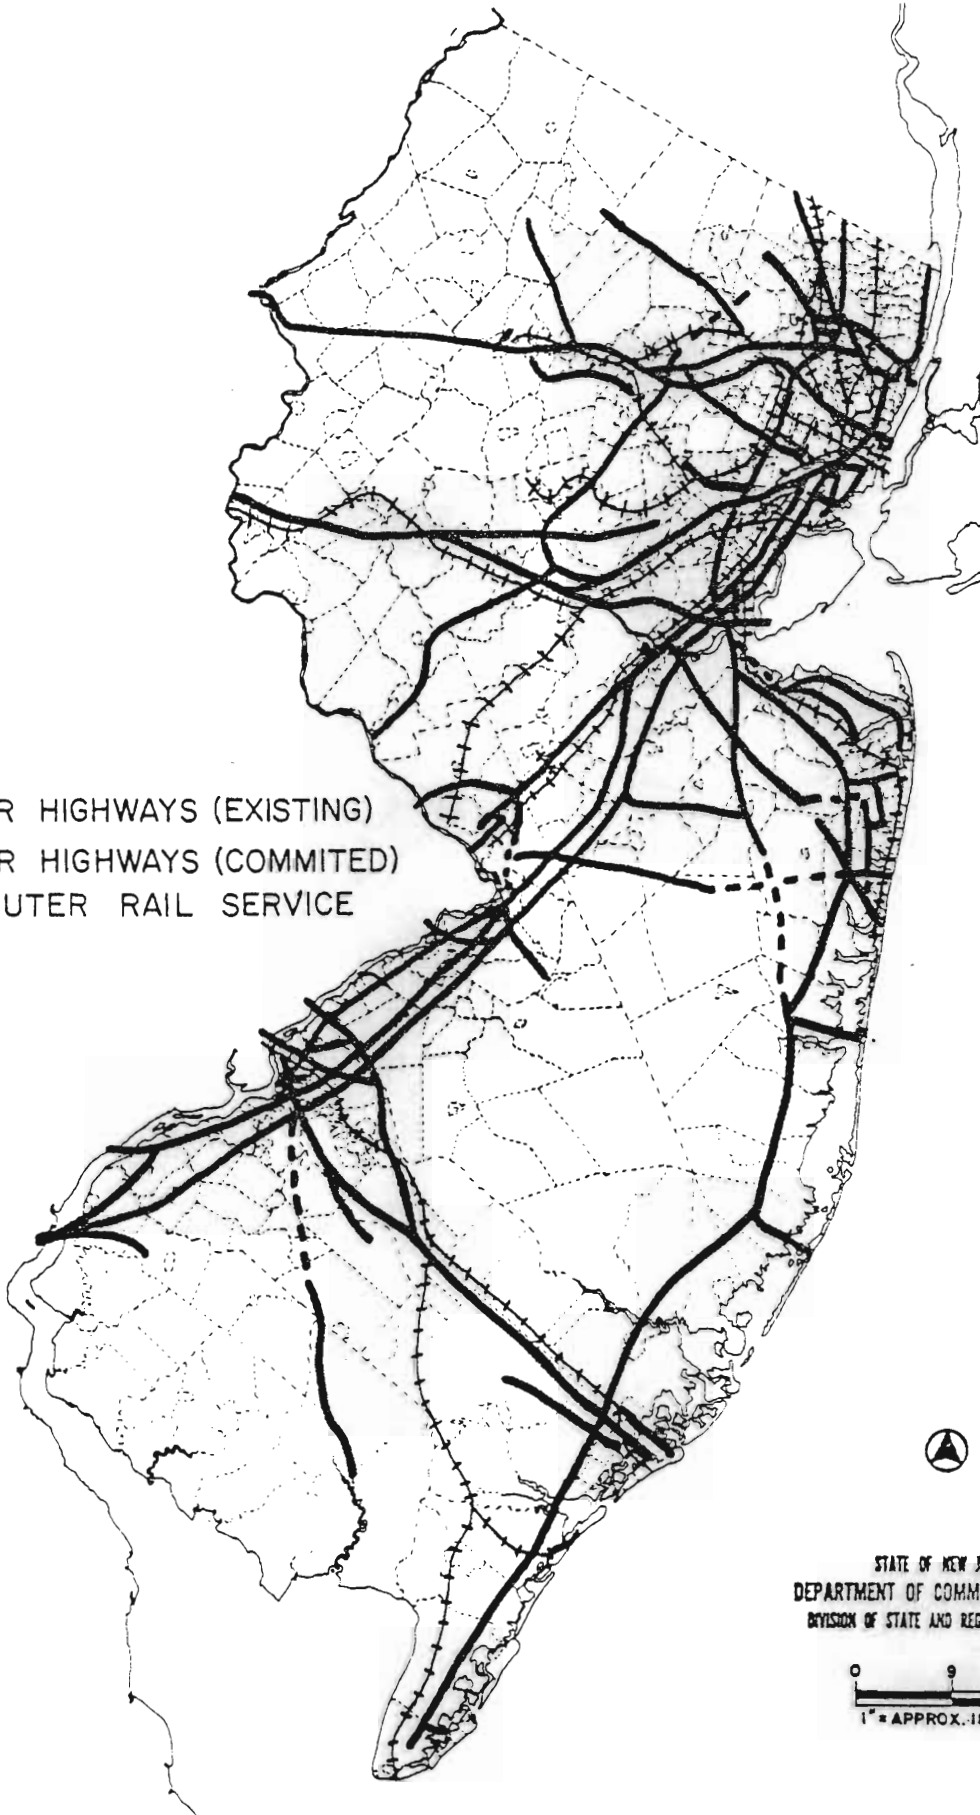 R HIGHWAYS (EXISTING)
R HIGHWAYS (COMMITED)
UTER RAIL SERVICE
STATE OF NEW J
DEPARTMENT OF COMM
DIVISION OF STATE AND REG
0 9
1" = APPROX. 18